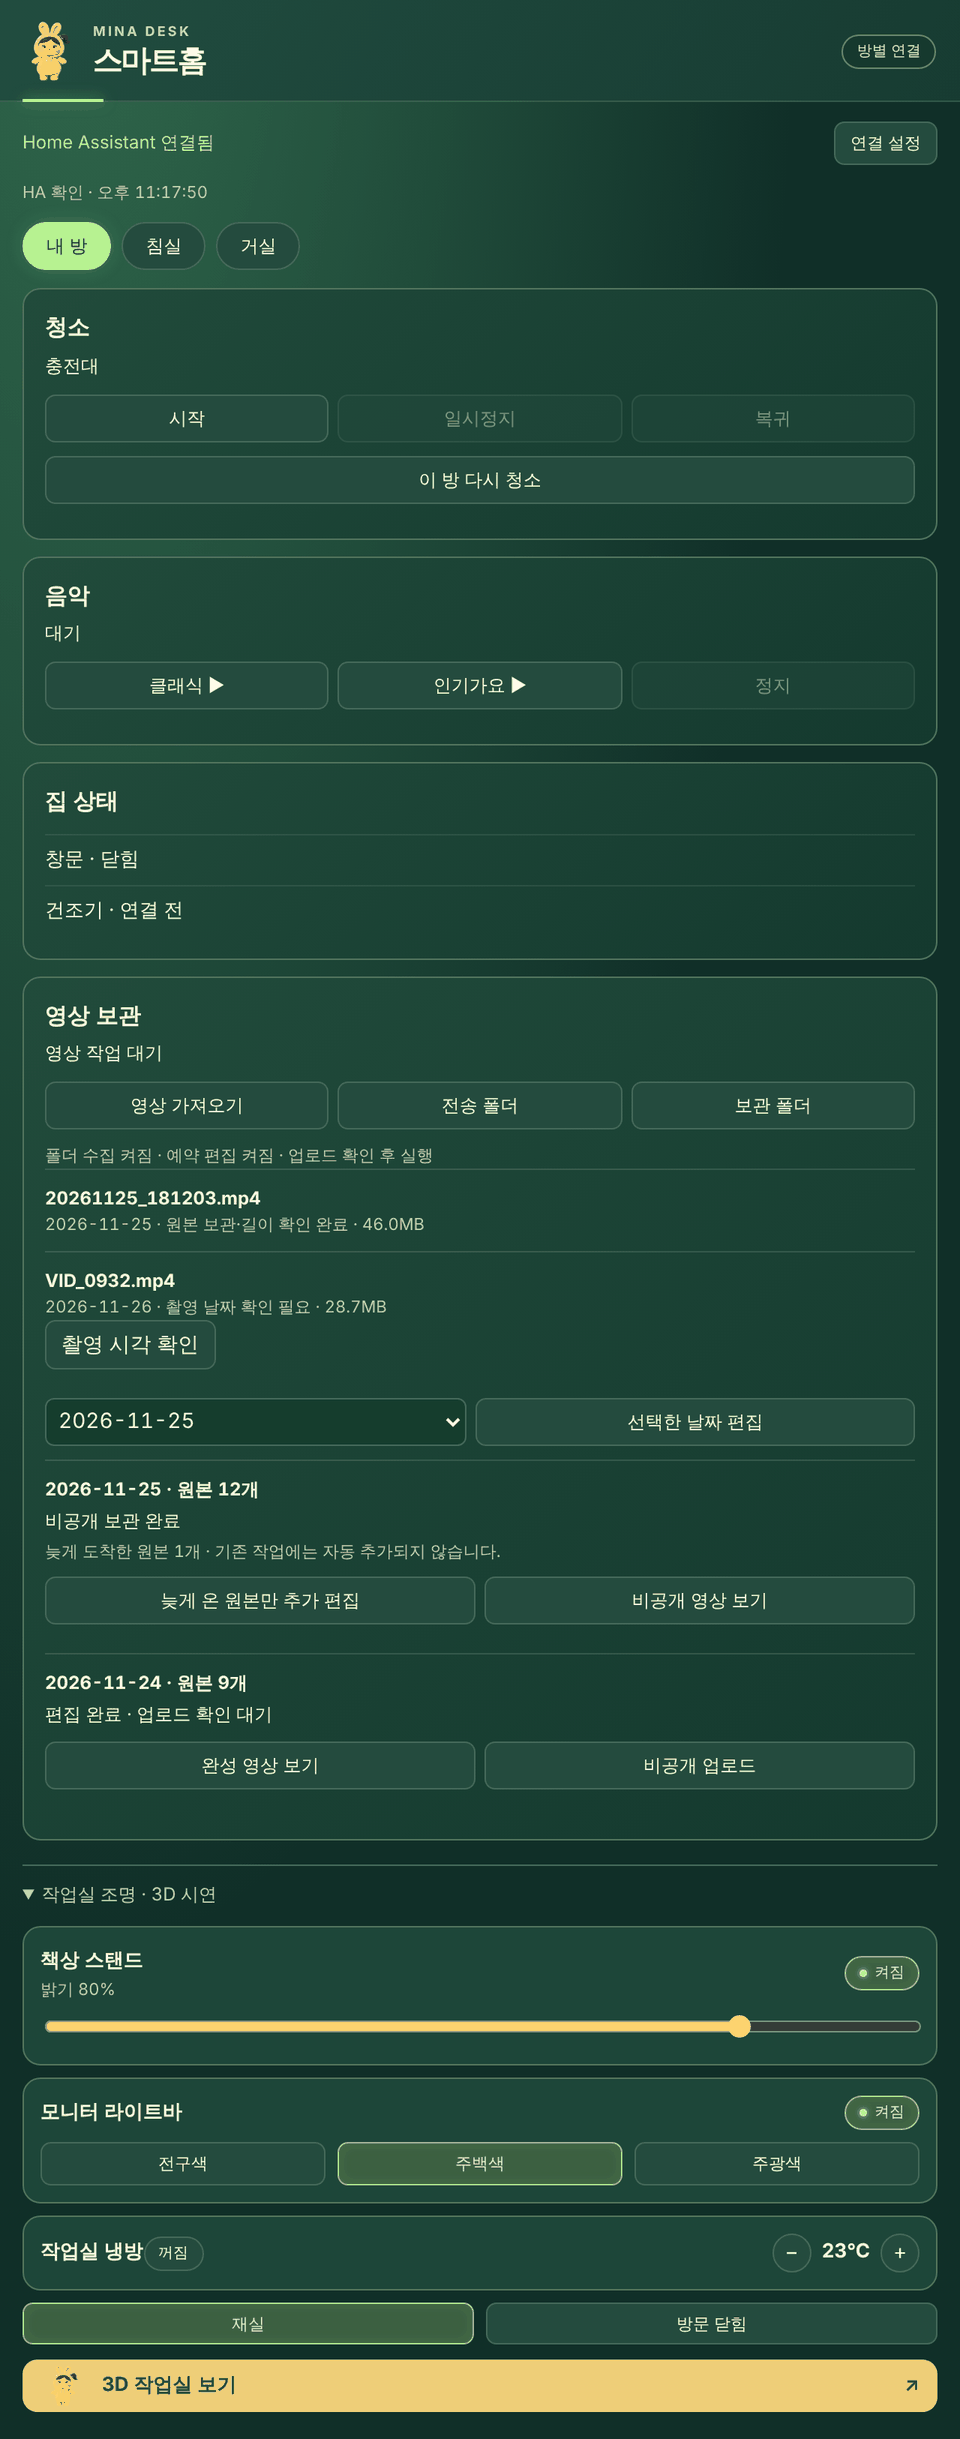 MINA DESK
스마트홈
방별 연결
Home Assistant 연결됨
연결 설정
HA 확인 · 오후 11:17:50
내 방
침실
거실
청소
충전대
시작
일시정지
복귀
이 방 다시 청소
음악
대기
클래식 ▶
인기가요 ▶
정지
집 상태
창문 · 닫힘
건조기 · 연결 전
영상 보관
영상 작업 대기
영상 가져오기
전송 폴더
보관 폴더
폴더 수집 켜짐 · 예약 편집 켜짐 · 업로드 확인 후 실행
20261125_181203.mp4
2026-11-25 · 원본 보관·길이 확인 완료 · 46.0MB
VID_0932.mp4
2026-11-26 · 촬영 날짜 확인 필요 · 28.7MB
촬영 시각 확인
2026-11-25
선택한 날짜 편집
2026-11-25 · 원본 12개
비공개 보관 완료
늦게 도착한 원본 1개 · 기존 작업에는 자동 추가되지 않습니다.
늦게 온 원본만 추가 편집
비공개 영상 보기
2026-11-24 · 원본 9개
편집 완료 · 업로드 확인 대기
완성 영상 보기
비공개 업로드
▼ 작업실 조명 · 3D 시연
책상 스탠드
밝기 80%
켜짐
모니터 라이트바
켜짐
전구색
주백색
주광색
작업실 냉방
꺼짐
− 23°C +
재실
방문 닫힘
3D 작업실 보기 ↗